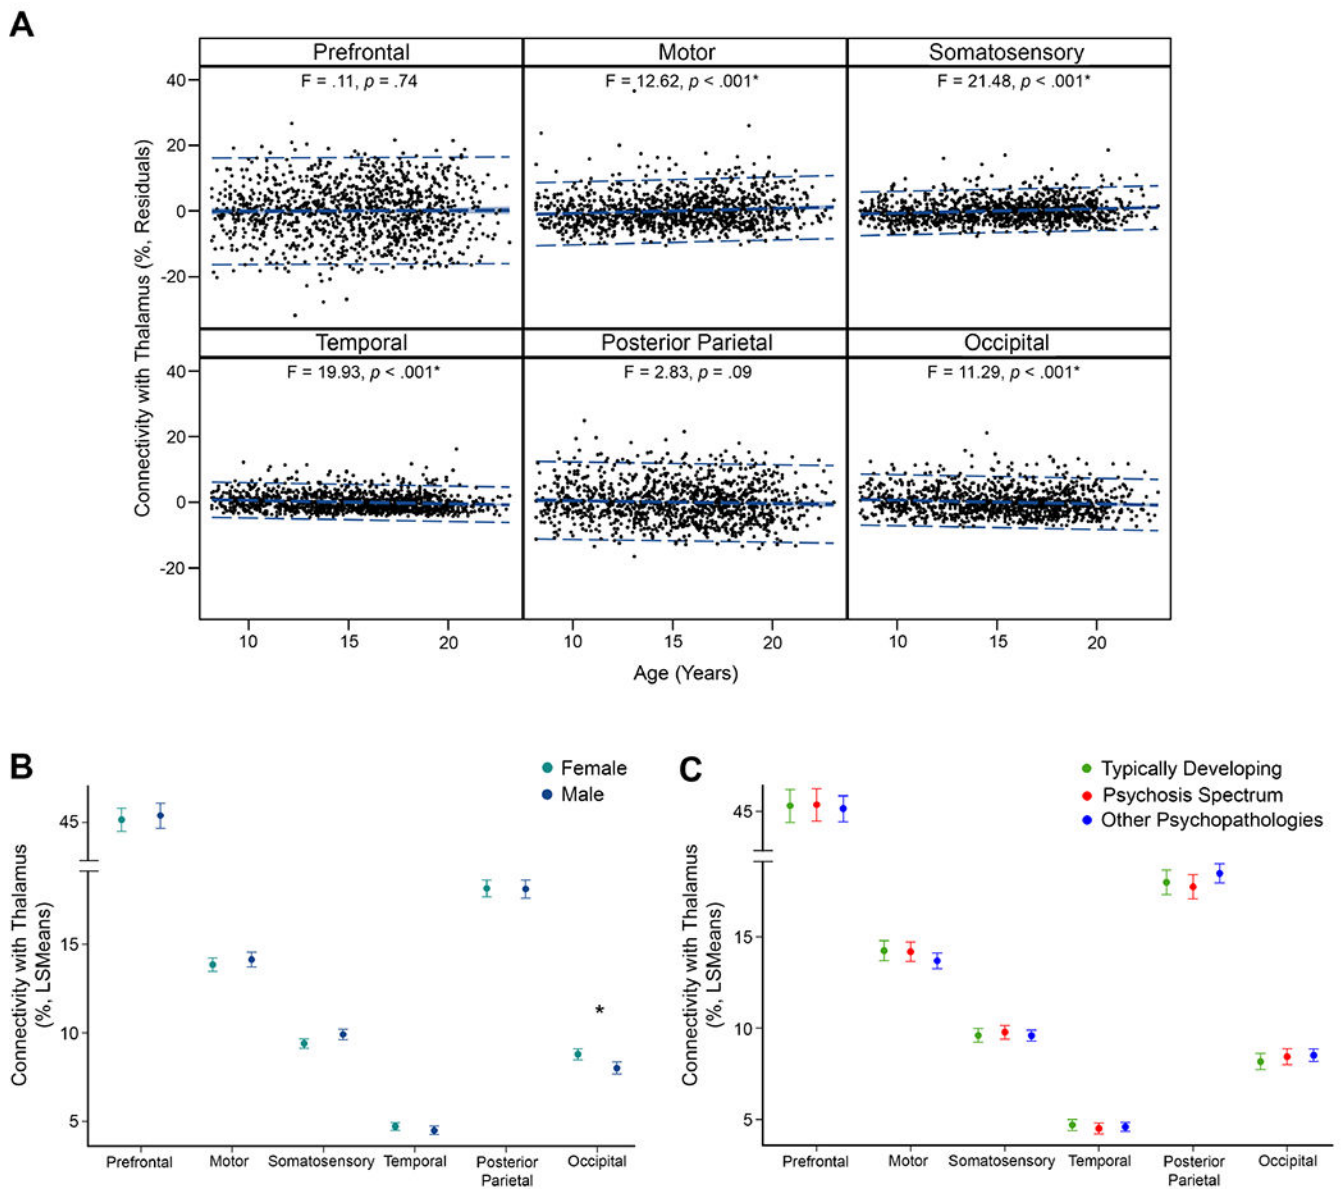 A
Prefrontal Motor Somatosensory
F = .11, p = .74 F = 12.62, p < .001* F = 21.48, p < .001*
40
20
0
-20
Temporal Posterior Parietal Occipital
F = 19.93, p < .001* F = 2.83, p = .09 F = 11.29, p < .001*
40
20
0
-20
10 15 20 10 15 20 10 15 20
Connectivity with Thalamus (%, Residuals)
Age (Years)
B
Female
Male
45
15
10
5
*
Connectivity with Thalamus
(%, LSMeans)
Prefrontal Motor Somatosensory Temporal Posterior Occipital
Parietal
C
Typically Developing
Psychosis Spectrum
Other Psychopathologies
45
15
10
5
Connectivity with Thalamus
(%, LSMeans)
Prefrontal Motor Somatosensory Temporal Posterior Occipital
Parietal